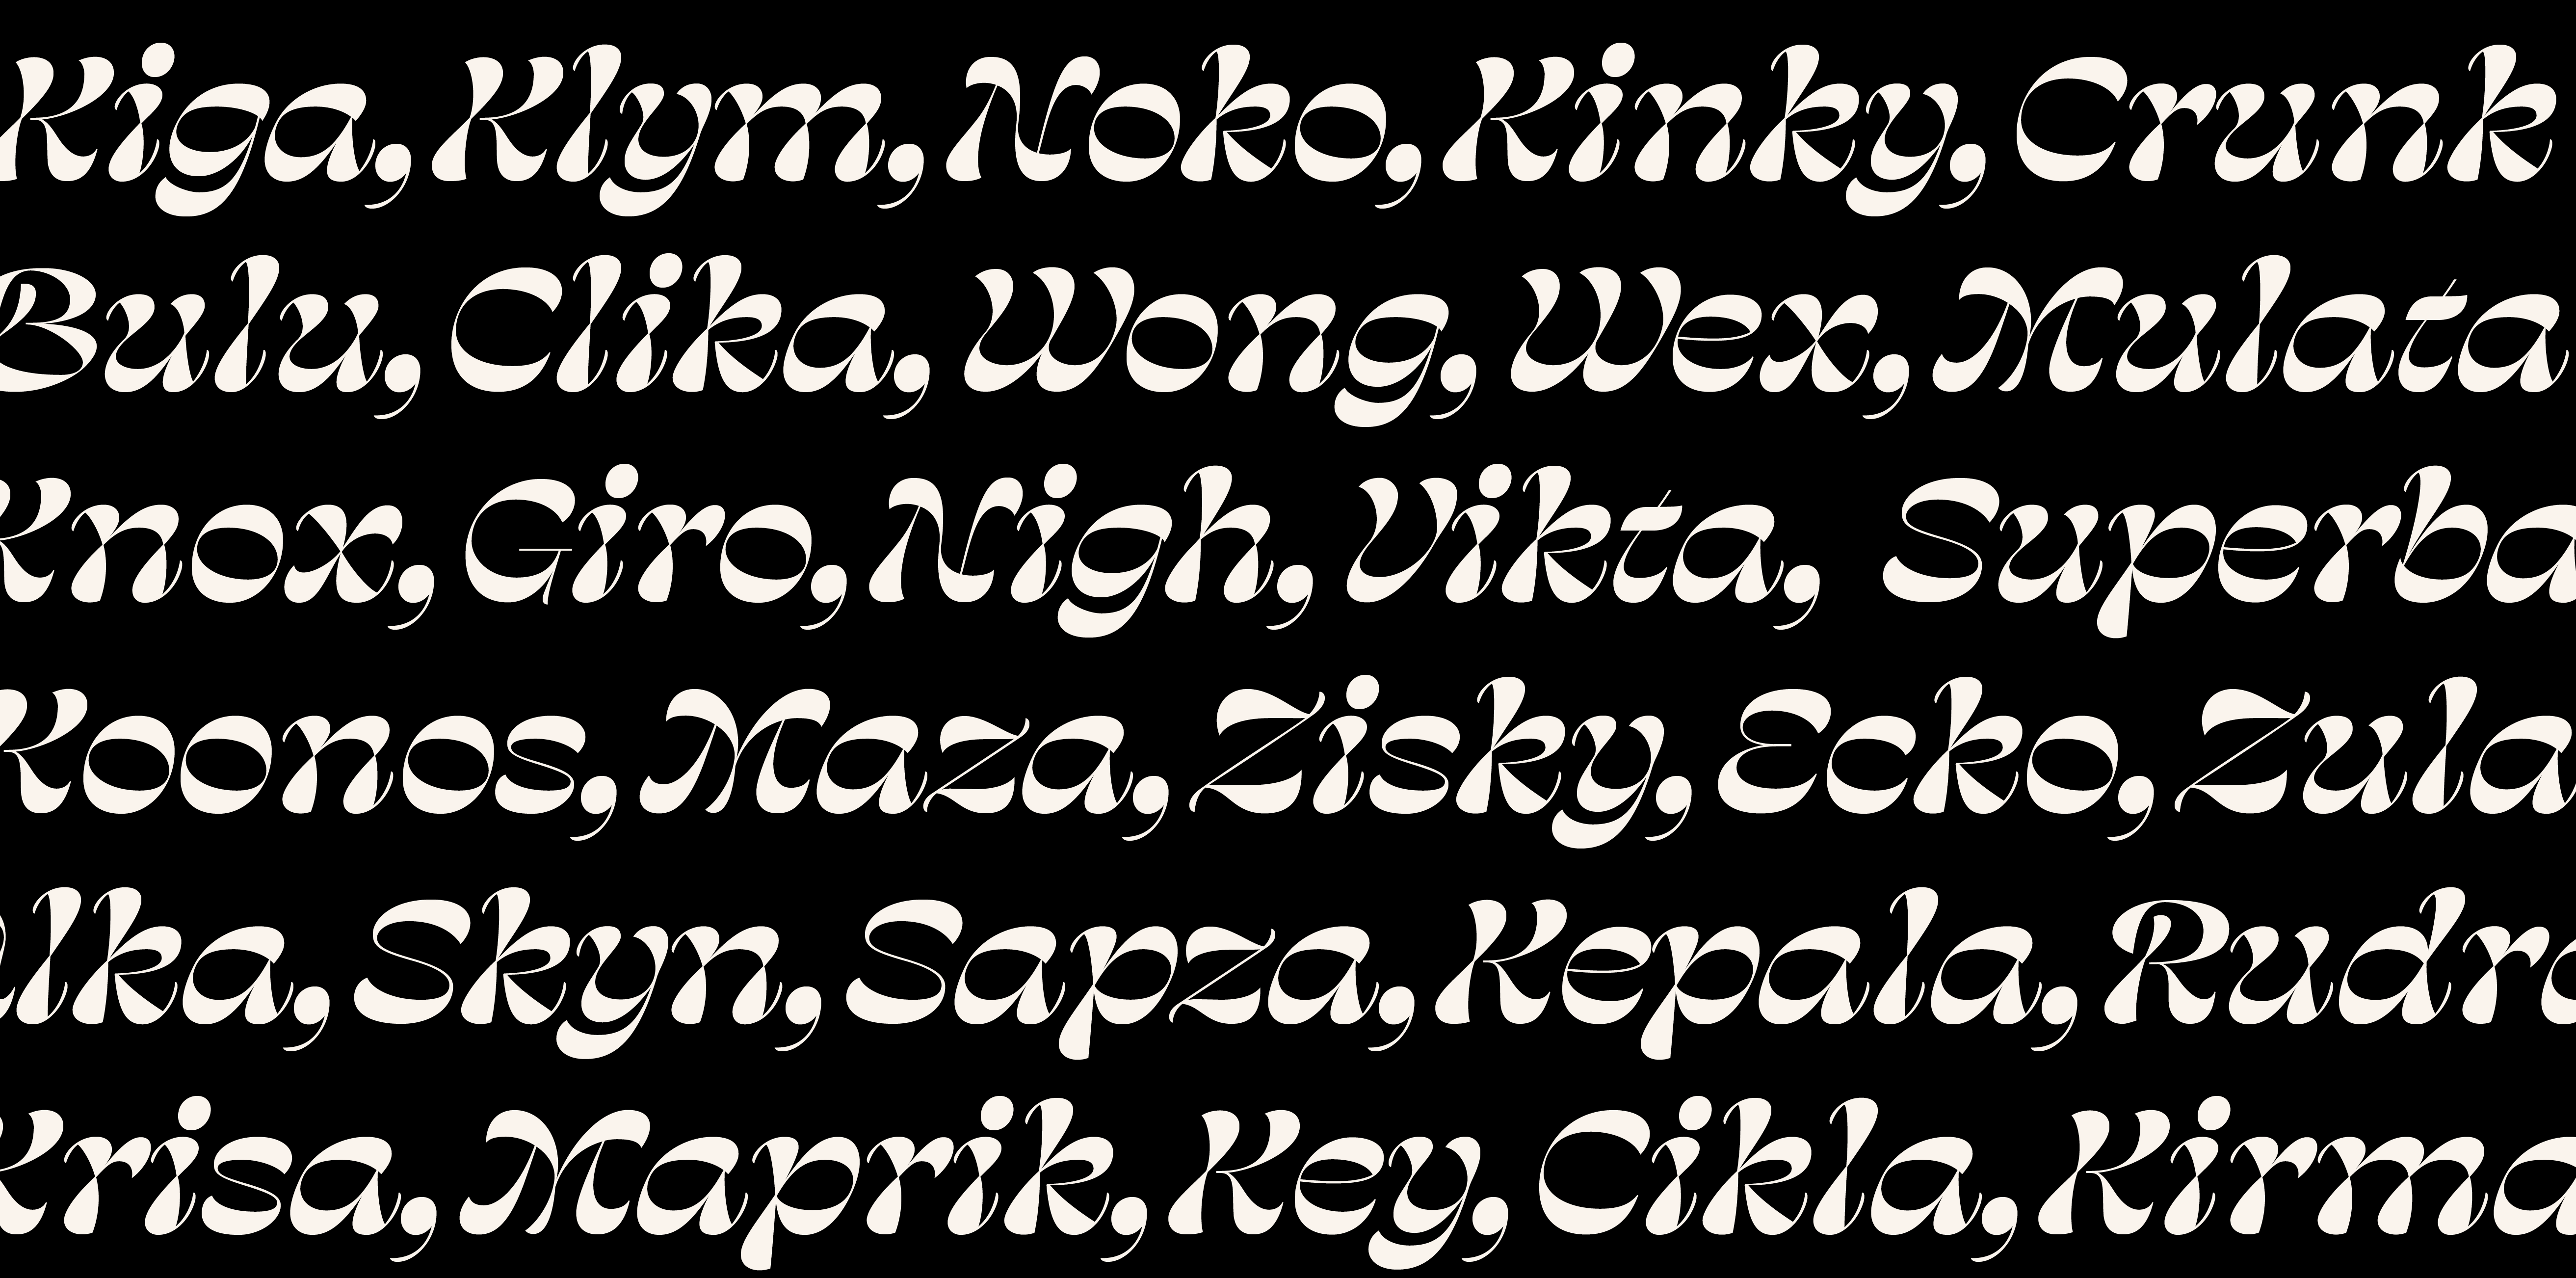 Kiga, Klym, Noko, Kinky, Crunk
Bulu, Clika, Wong, Wex, Mulata
Knox, Giro, Nigh, Vikta, Superba
Koonos, Maza, Zisky, Ecko, Zula
lka, Skyn, Sapza, Kepala, Rudra
Krisa, Maprik, Key, Cikla, Kirma